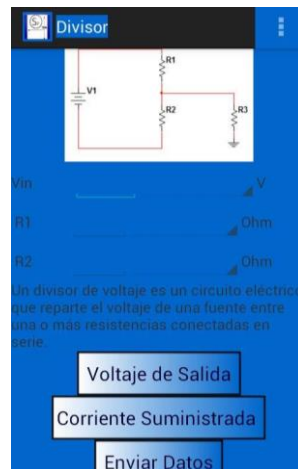 Divisor
R1
V1
R2
R3
Vin
V
R1
Ohm
R2
Ohm
Un divisor de voltaje es un circuito eléctrico
que reparte el voltaje de una fuente entre
una o más resistencias conectadas en
serie.
Voltaje de Salida
Corriente Suministrada
Enviar Datos